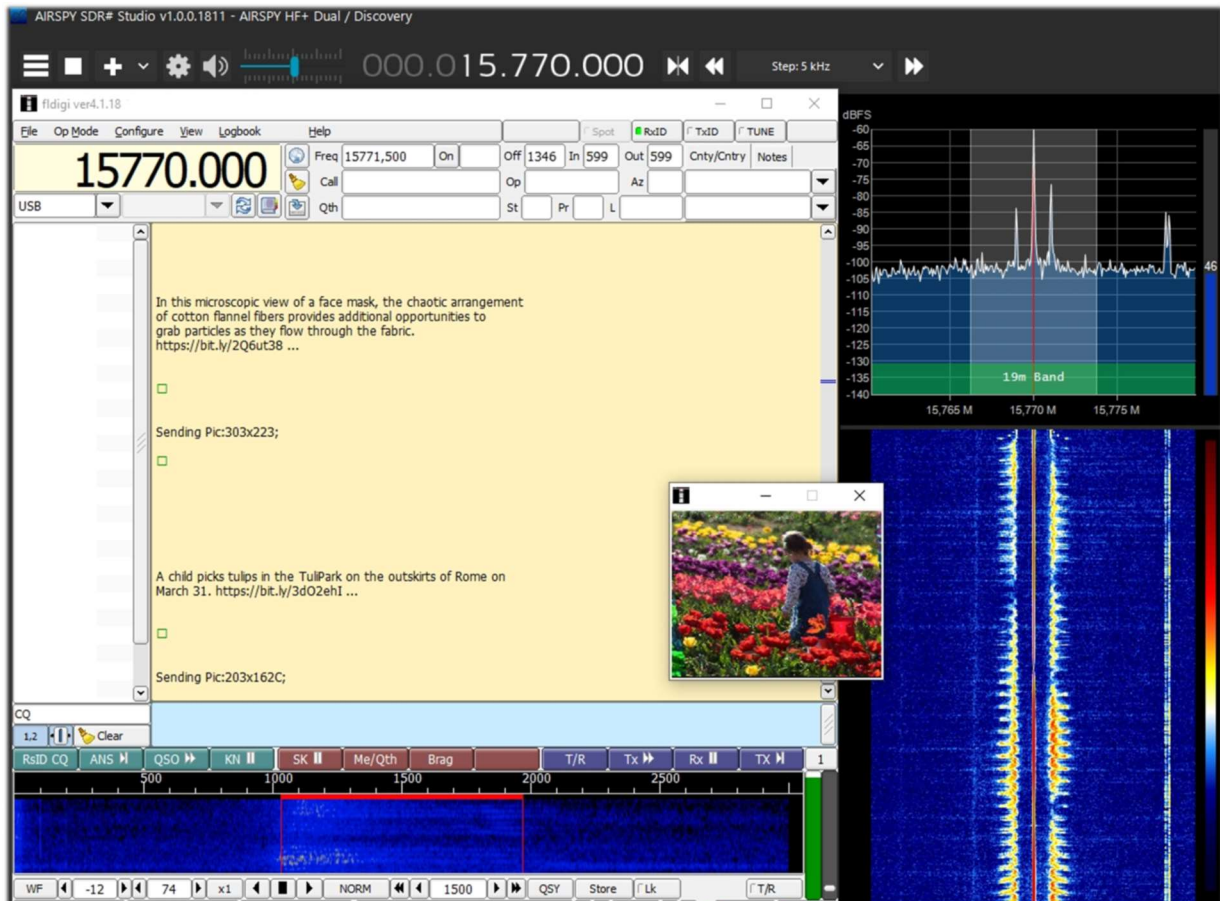 AIRSPY SDR# Studio v1.0.0.1811 - AIRSPY HF+ Dual / Discovery
000.015.770.000
Step: 5 kHz
fldigi ver4.1.18
File Op Mode Configure View Logbook Help
Spot RxID TxID TUNE
15770.000
Freq 15771,500 On Off 1346 In 599 Out 599 Cnty/Cntry Notes
Call Op Az
USB
Qth St Pr L
In this microscopic view of a face mask, the chaotic arrangement
of cotton flannel fibers provides additional opportunities to
grab particles as they flow through the fabric.
https://bit.ly/2Q6ut38 ...
Sending Pic:303x223;
A child picks tulips in the TuliPark on the outskirts of Rome on
March 31. https://bit.ly/3dO2ehI ...
Sending Pic:203x162C;
CQ
1,2 Clear
RsID CQ ANS QSO KN SK Me/Qth Brag T/R Tx Rx TX 1
500 1000 1500 2000 2500
WF -12 74 x1 NORM 1500 QSY Store Lk T/R
dBFS
-60
-65
-70
-75
-80
-85
-90
-95
-100
-105
-110
-115
-120
-125
-130
-135
-140
46
19m Band
15,765 M 15,770 M 15,775 M